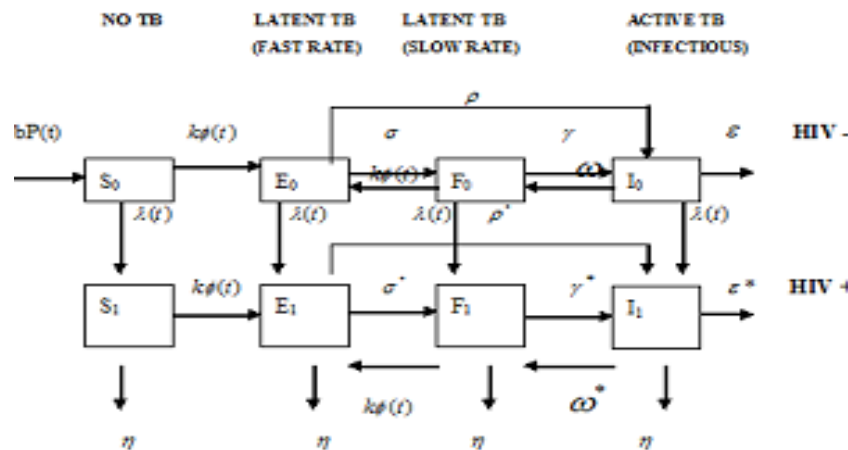 NO TB LATENT TB LATENT TB ACTIVE TB
(FAST RATE) (SLOW RATE) (INFECTIOUS)
ρ
bP(t) kϕ(t) σ γ ε HIV -
S₀ E₀ kϕ(t) F₀ ω I₀
λ(t) λ(t) λ(t) ρ* λ(t)
kϕ(t) σ* γ* ε* HIV +
S₁ E₁ F₁ I₁
kϕ(t) ω*
η η η η